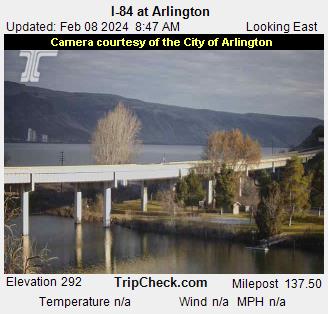 I-84 at Arlington
Updated: Feb 08 2024 8:47 AM Looking East
Camera courtesy of the City of Arlington
Elevation 292 TripCheck.com Milepost 137.50
Temperature n/a Wind n/a MPH n/a